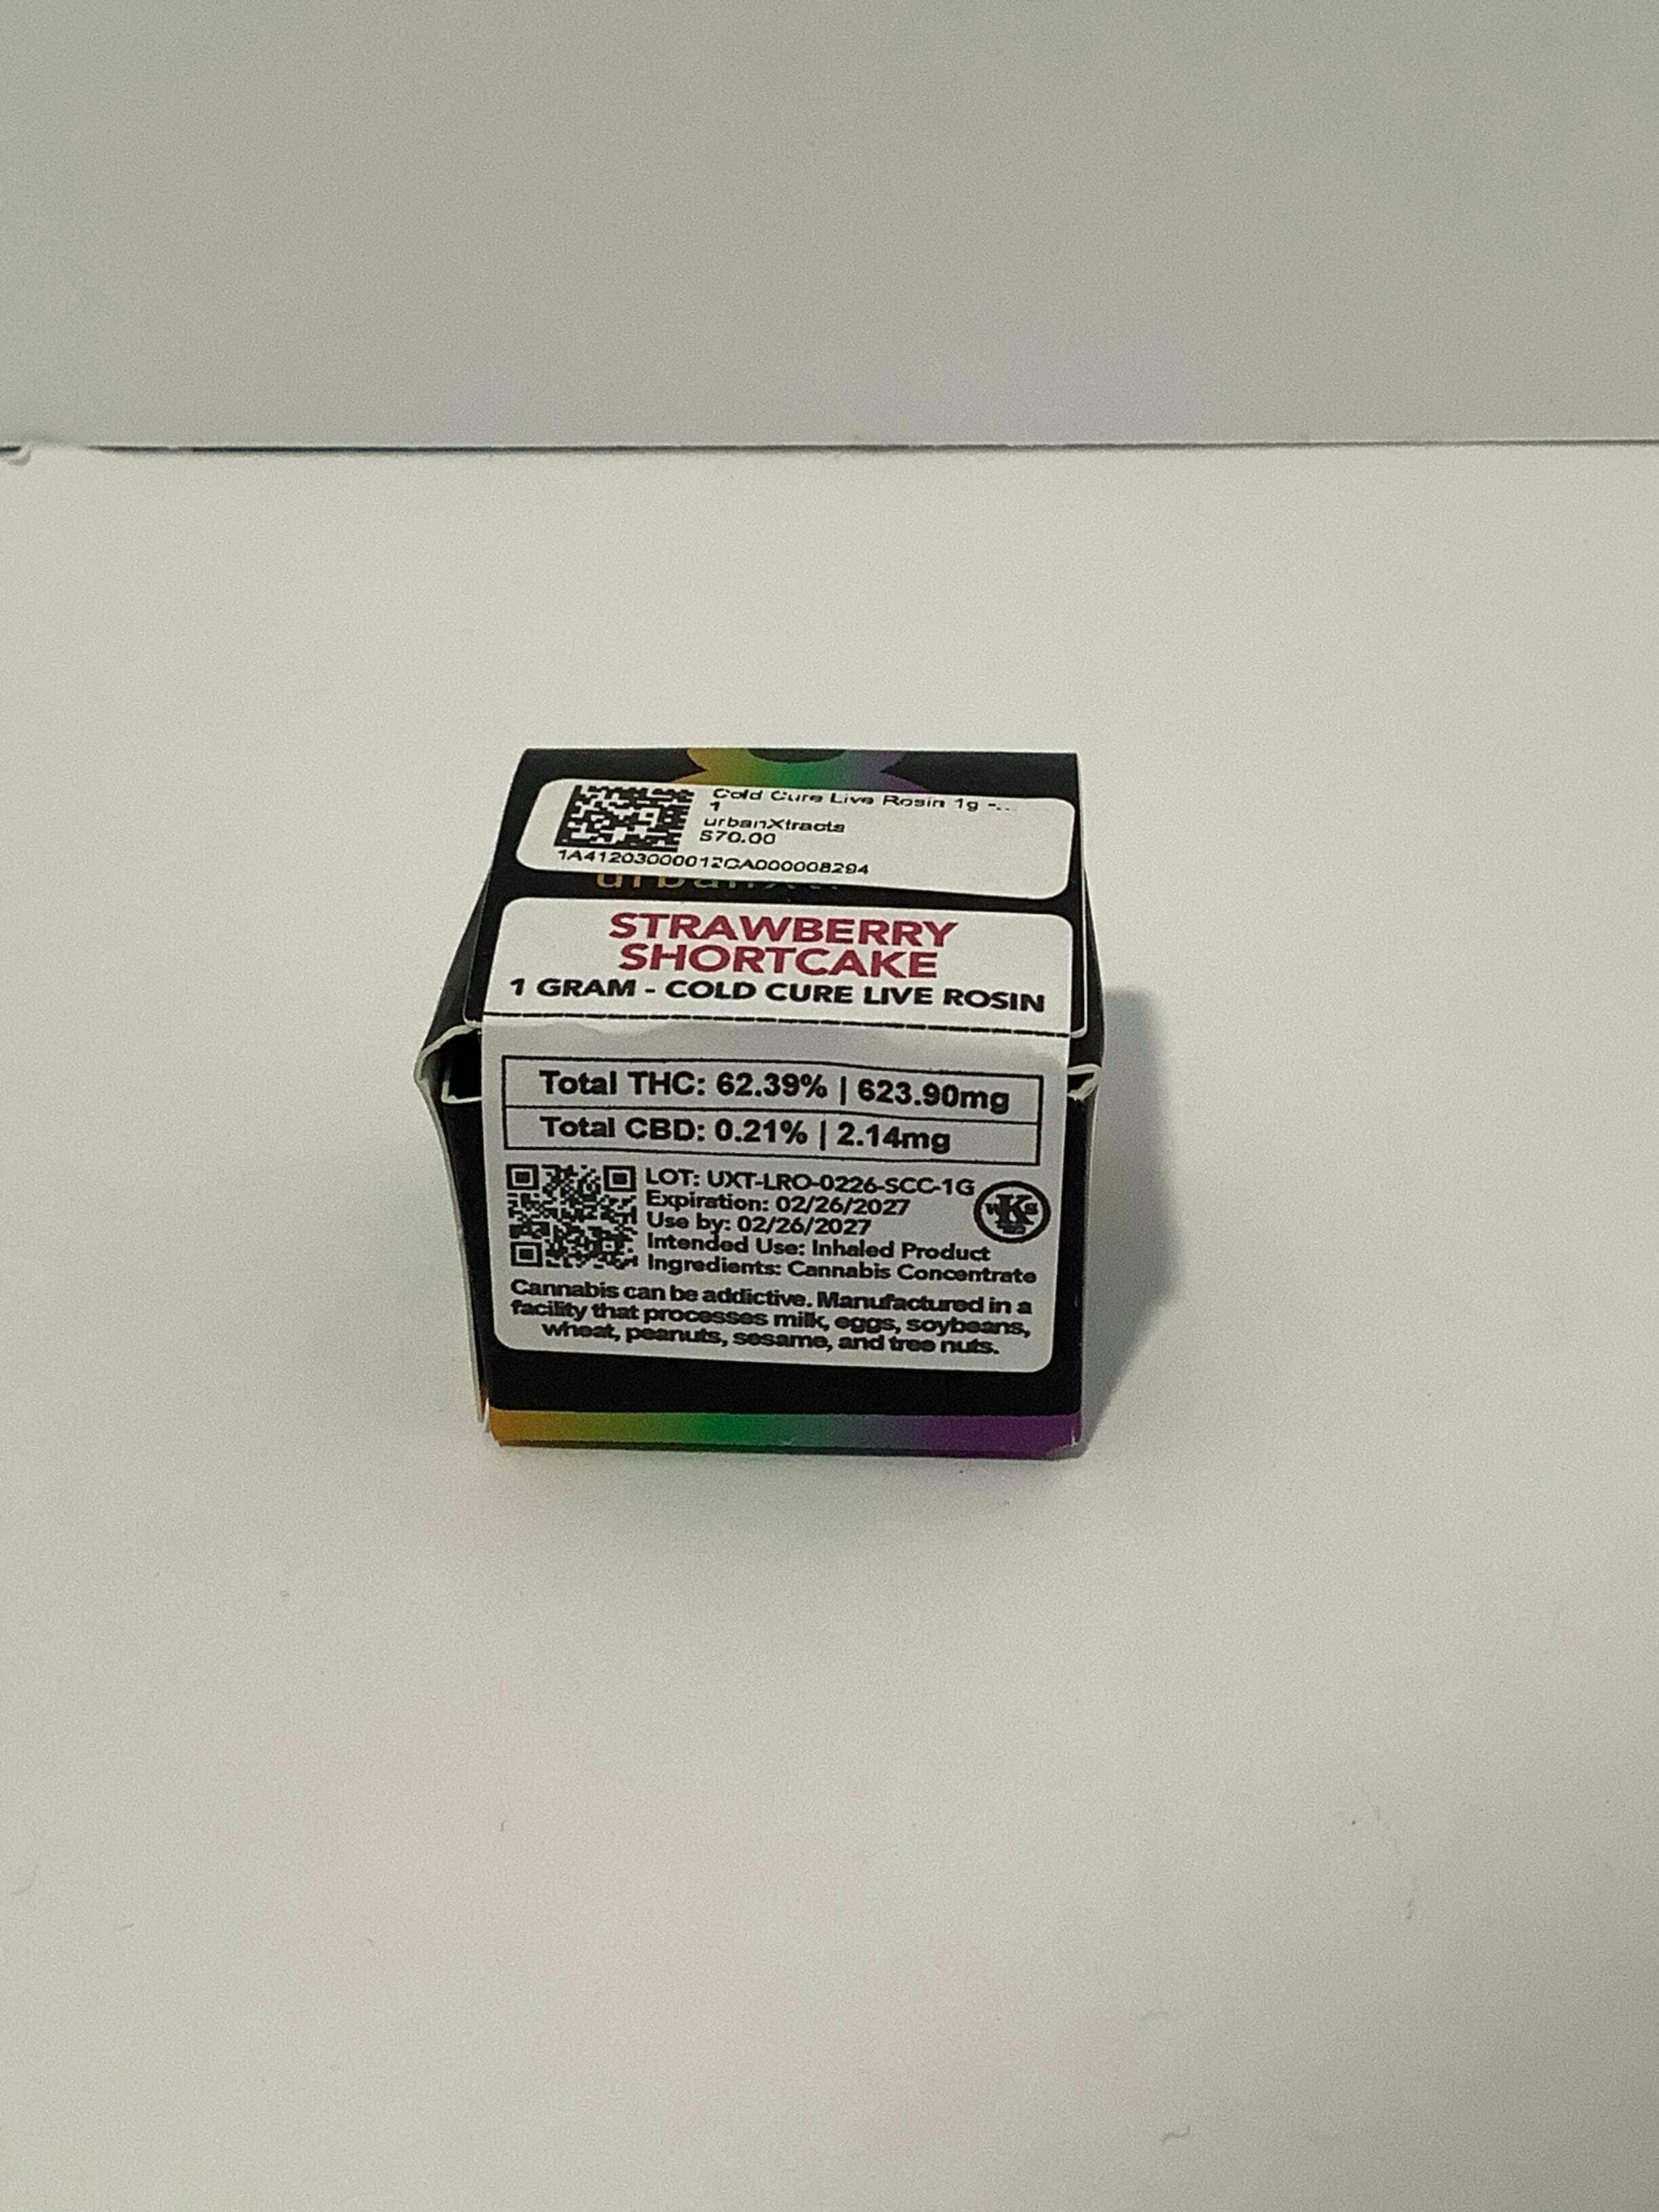 Cold Cure Live Rosin 1g -...
1
urbanXtracts
$70.00
1A41203000012CA000008294
STRAWBERRY
SHORTCAKE
1 GRAM - COLD CURE LIVE ROSIN
Total THC: 62.39% | 623.90mg
Total CBD: 0.21% | 2.14mg
LOT: UXT-LRO-0226-SCC-1G
Expiration: 02/26/2027
Use by: 02/26/2027
Intended Use: Inhaled Product
Ingredients: Cannabis Concentrate
Cannabis can be addictive. Manufactured in a
facility that processes milk, eggs, soybeans,
wheat, peanuts, sesame, and tree nuts.